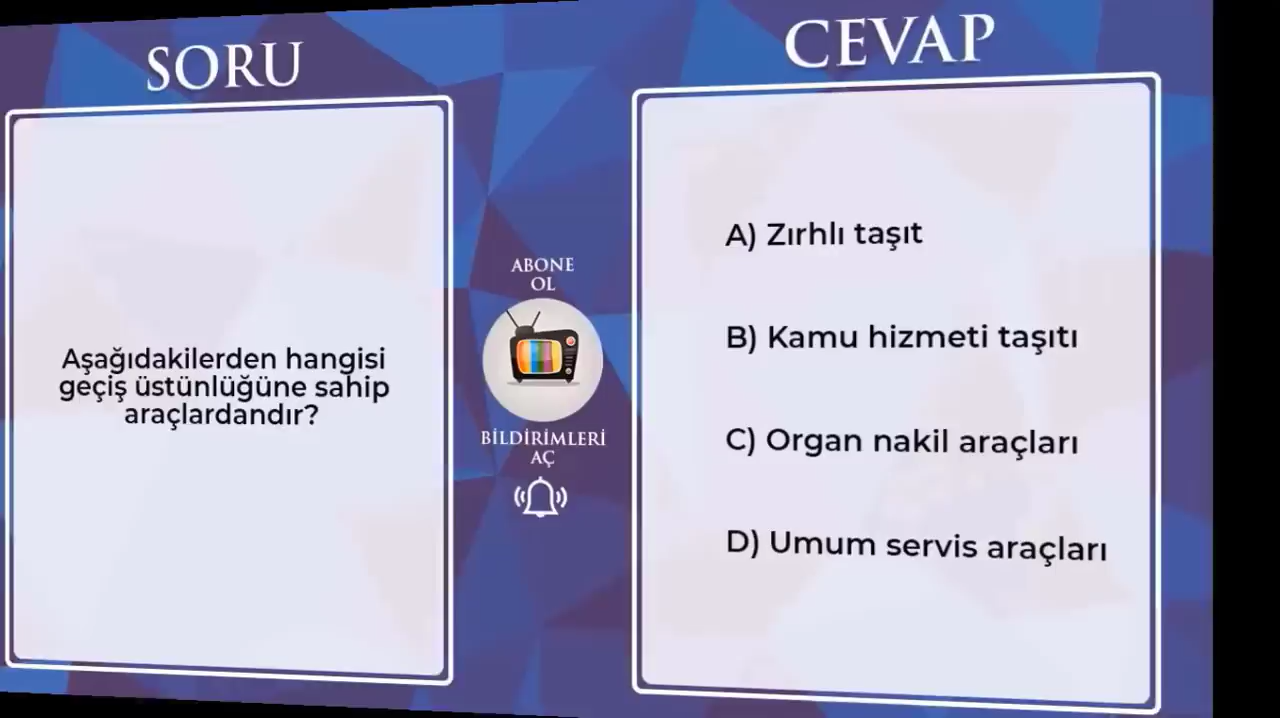 SORU
Aşağıdakilerden hangisi
geçiş üstünlüğüne sahip
araçlardandır?
ABONE
OL
BİLDİRİMLERİ
AÇ
CEVAP
A) Zırhlı taşıt
B) Kamu hizmeti taşıtı
C) Organ nakil araçları
D) Umum servis araçları